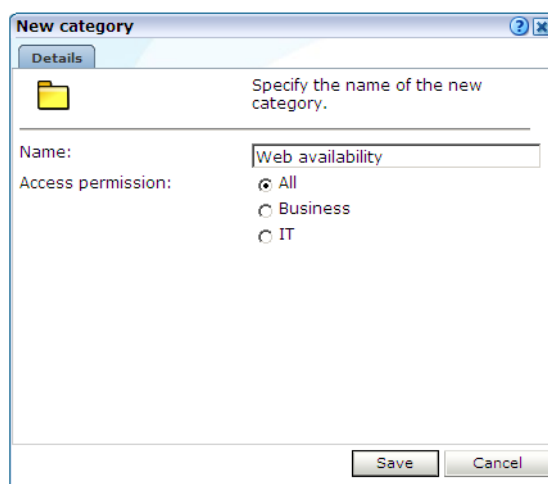 New category
Details
Specify the name of the new
category.
Name:
Web availability
Access permission:
All
Business
IT
Save
Cancel